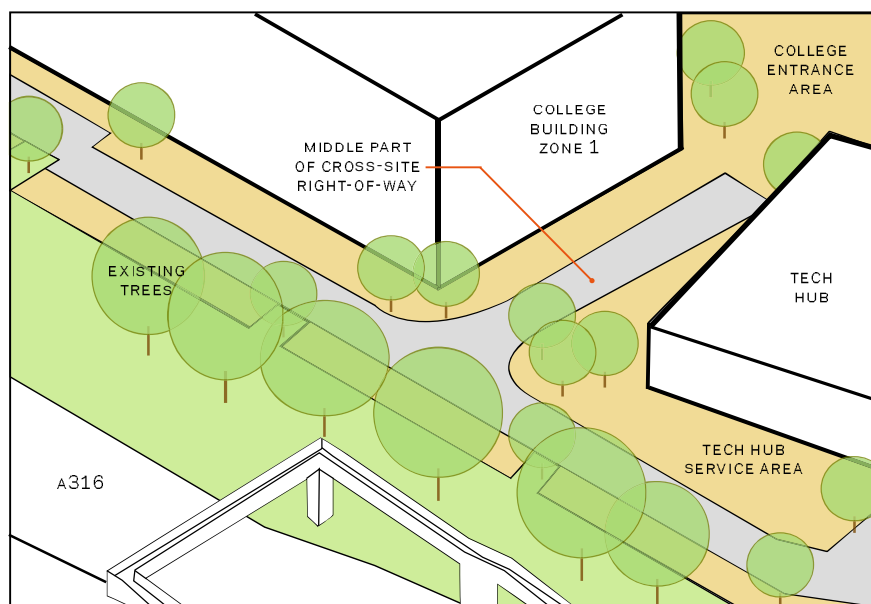 COLLEGE
ENTRANCE
AREA
COLLEGE
BUILDING
ZONE 1
MIDDLE PART
OF CROSS-SITE
RIGHT-OF-WAY
EXISTING
TREES
TECH
HUB
TECH HUB
SERVICE AREA
A316